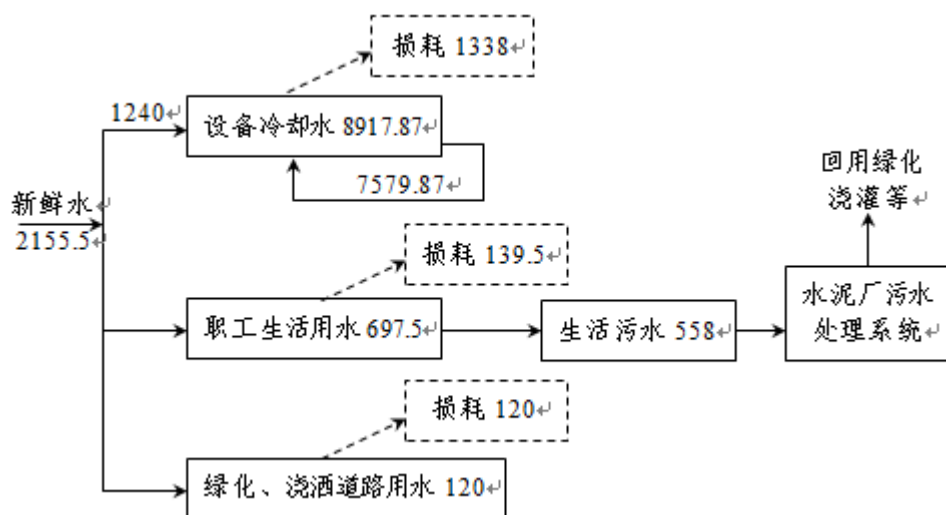 损耗 1338↵
1240↵
设备冷却水 8917.87↵
7579.87↵
回用绿化
浇灌等↵
新鲜水↵
2155.5↵
损耗 139.5↵
职工生活用水 697.5↵
生活污水 558↵
水泥厂污水
处理系统↵
损耗 120↵
绿化、浇洒道路用水 120↵